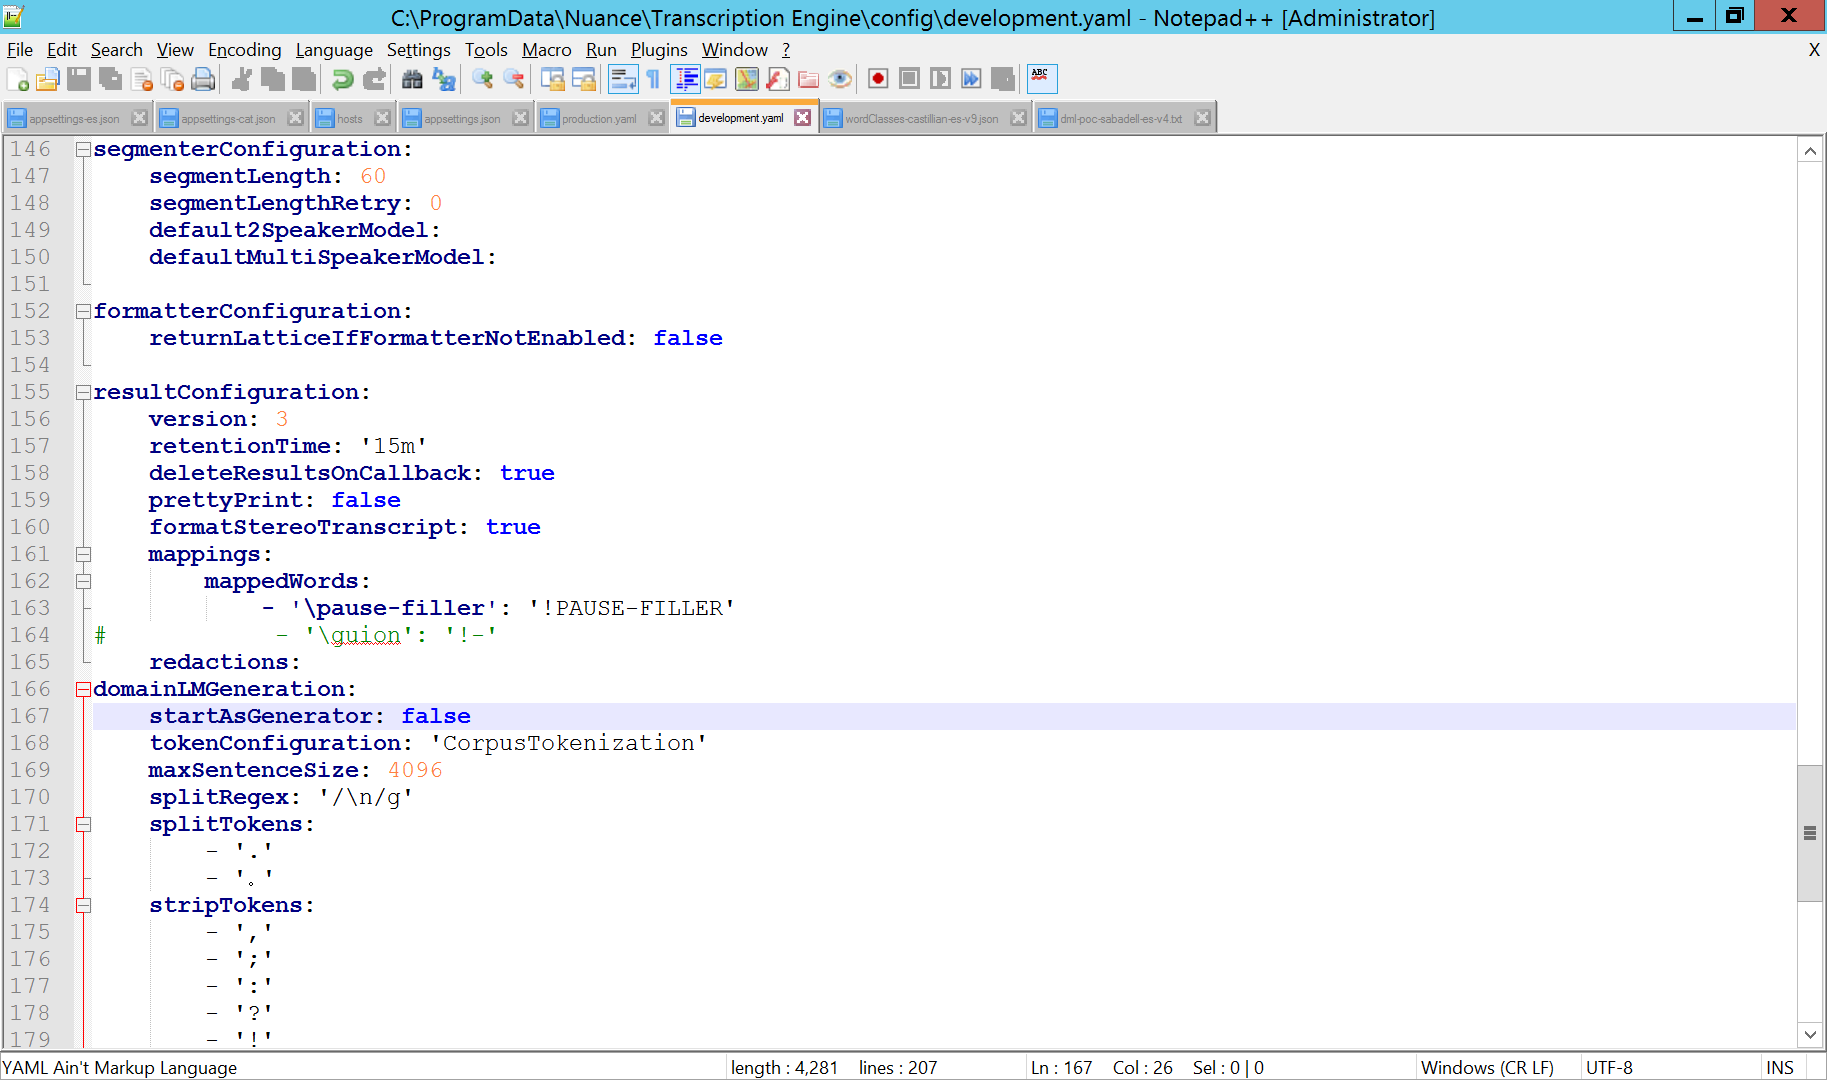 C:\ProgramData\Nuance\Transcription Engine\config\development.yaml - Notepad++ [Administrator]
File Edit Search View Encoding Language Settings Tools Macro Run Plugins Window ? X
ABC
appsettings-es.json appsettings-cat.json hosts appsettings.json production.yaml development.yaml wordClasses-castillian-es-v9.json dml-poc-sabadell-es-v4.txt
146 segmenterConfiguration:
147 segmentLength: 60
148 segmentLengthRetry: 0
149 default2SpeakerModel:
150 defaultMultiSpeakerModel:
151
152 formatterConfiguration:
153 returnLatticeIfFormatterNotEnabled: false
154
155 resultConfiguration:
156 version: 3
157 retentionTime: '15m'
158 deleteResultsOnCallback: true
159 prettyPrint: false
160 formatStereoTranscript: true
161 mappings:
162 mappedWords:
163 - '\pause-filler': '!PAUSE-FILLER'
164 # - '\guion': '!-'
165 redactions:
166 domainLMGeneration:
167 startAsGenerator: false
168 tokenConfiguration: 'CorpusTokenization'
169 maxSentenceSize: 4096
170 splitRegex: '/\n/g'
171 splitTokens:
172 - '.'
173 - '。'
174 stripTokens:
175 - ','
176 - ';'
177 - ':'
178 - '?'
179 - '!'
YAML Ain't Markup Language length : 4,281 lines : 207 Ln : 167 Col : 26 Sel : 0 | 0 Windows (CR LF) UTF-8 INS